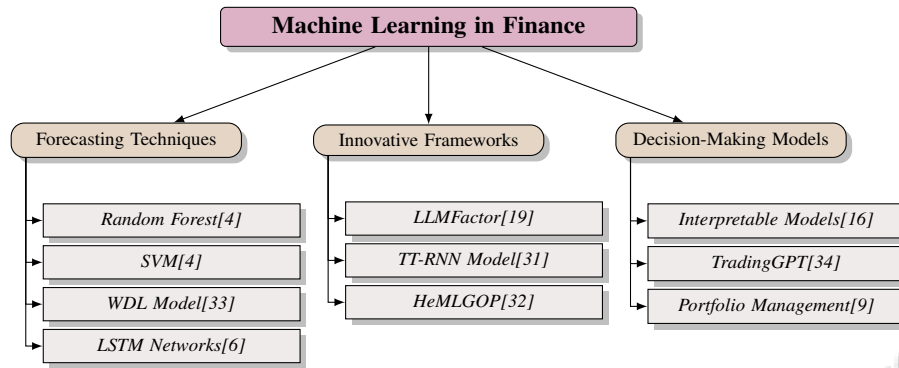 Machine Learning in Finance
Forecasting Techniques
Random Forest[4]
SVM[4]
WDL Model[33]
LSTM Networks[6]
Innovative Frameworks
LLMFactor[19]
TT-RNN Model[31]
HeMLGOP[32]
Decision-Making Models
Interpretable Models[16]
TradingGPT[34]
Portfolio Management[9]